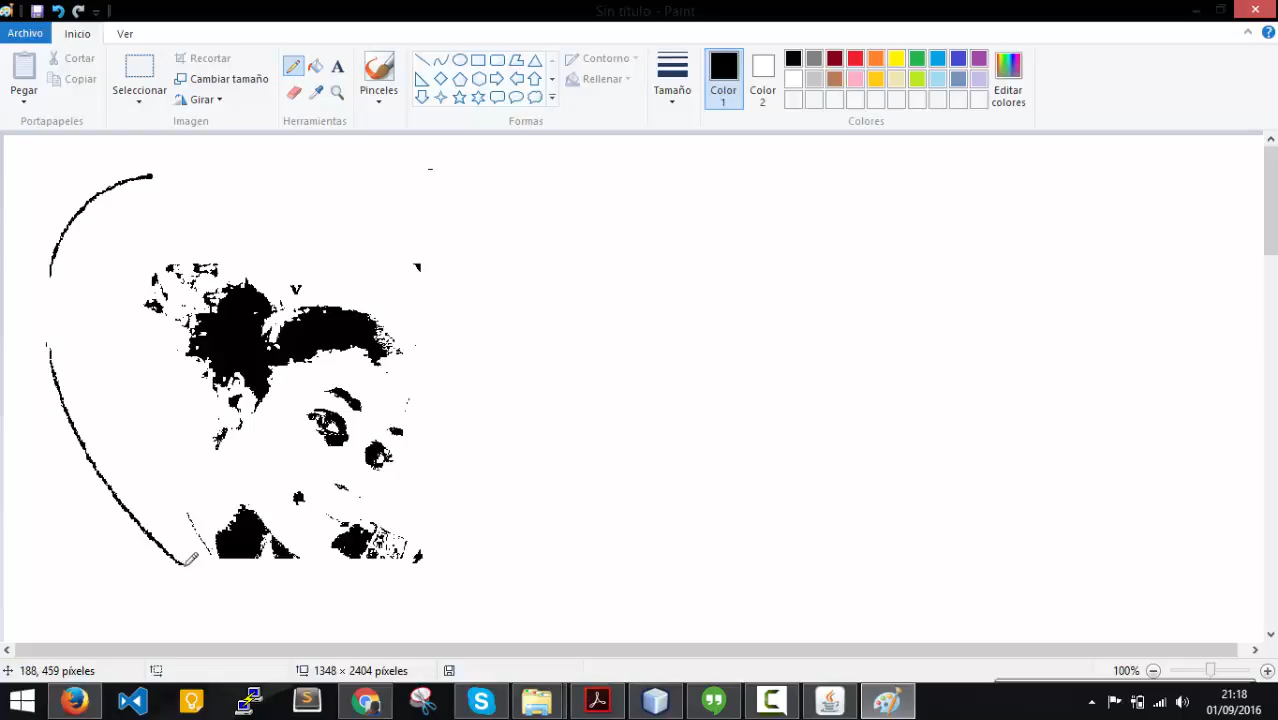 Sin título - Paint
Archivo
Inicio
Ver
Pegar
Cortar
Copiar
Portapapeles
Seleccionar
Recortar
Cambiar tamaño
Girar
Imagen
A
Herramientas
Pinceles
Contorno
Rellenar
Formas
Tamaño
Color
1
Color
2
Editar
colores
Colores
188, 459 píxeles
1348 × 2404 píxeles
100%
21:18
01/09/2016